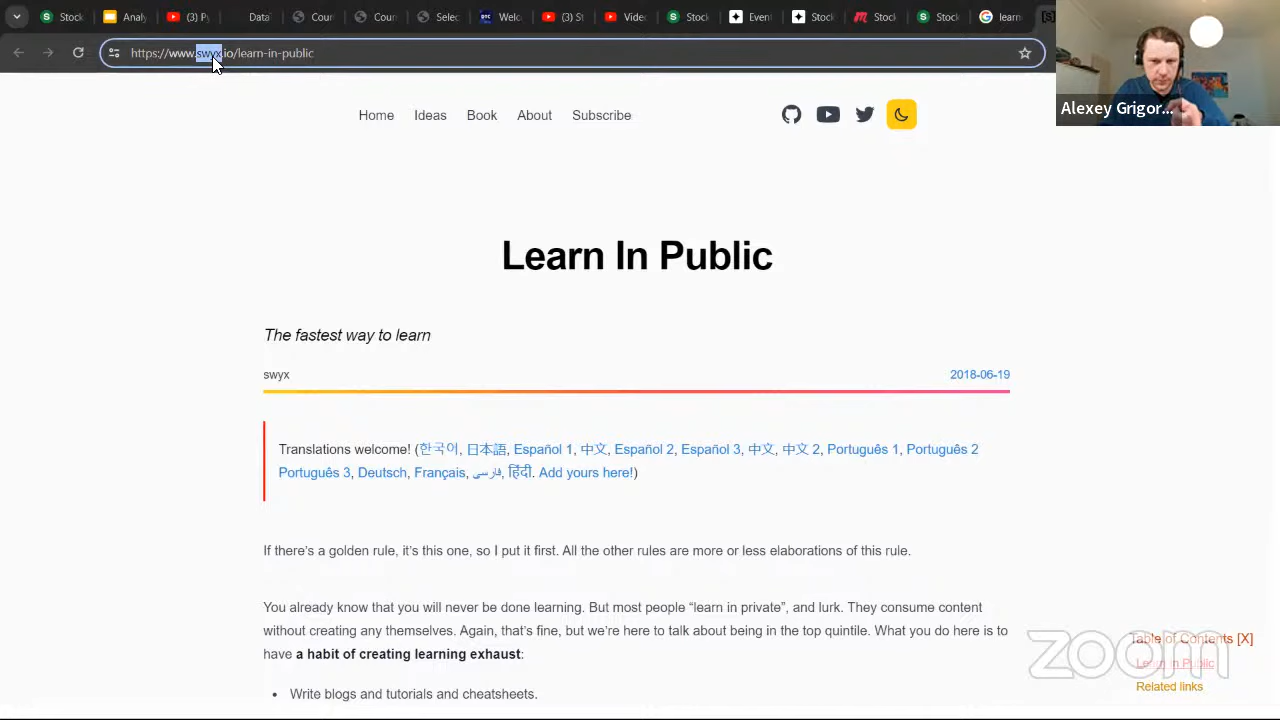 Stock
Analy
(3) S
Data
Cour
Cour
Selec
OTC
Welc
(3) S
Videc
Stock
Event
Stock
Stock
Stock
learn
https://www.swyx.io/learn-in-public
Alexey Grigor...
Home Ideas Book About Subscribe
Learn In Public
The fastest way to learn
swyx 2018-06-19
Translations welcome! (한국어, 日本語, Español 1, 中文, Español 2, Español 3, 中文, 中文 2, Português 1, Português 2
Português 3, Deutsch, Français, فارسی, हिंदी. Add yours here!)
If there's a golden rule, it's this one, so I put it first. All the other rules are more or less elaborations of this rule.
You already know that you will never be done learning. But most people “learn in private”, and lurk. They consume content
without creating any themselves. Again, that's fine, but we're here to talk about being in the top quintile. What you do here is to
have a habit of creating learning exhaust:
• Write blogs and tutorials and cheatsheets.
Table of Contents [X]
Learn In Public
Related links
zoom